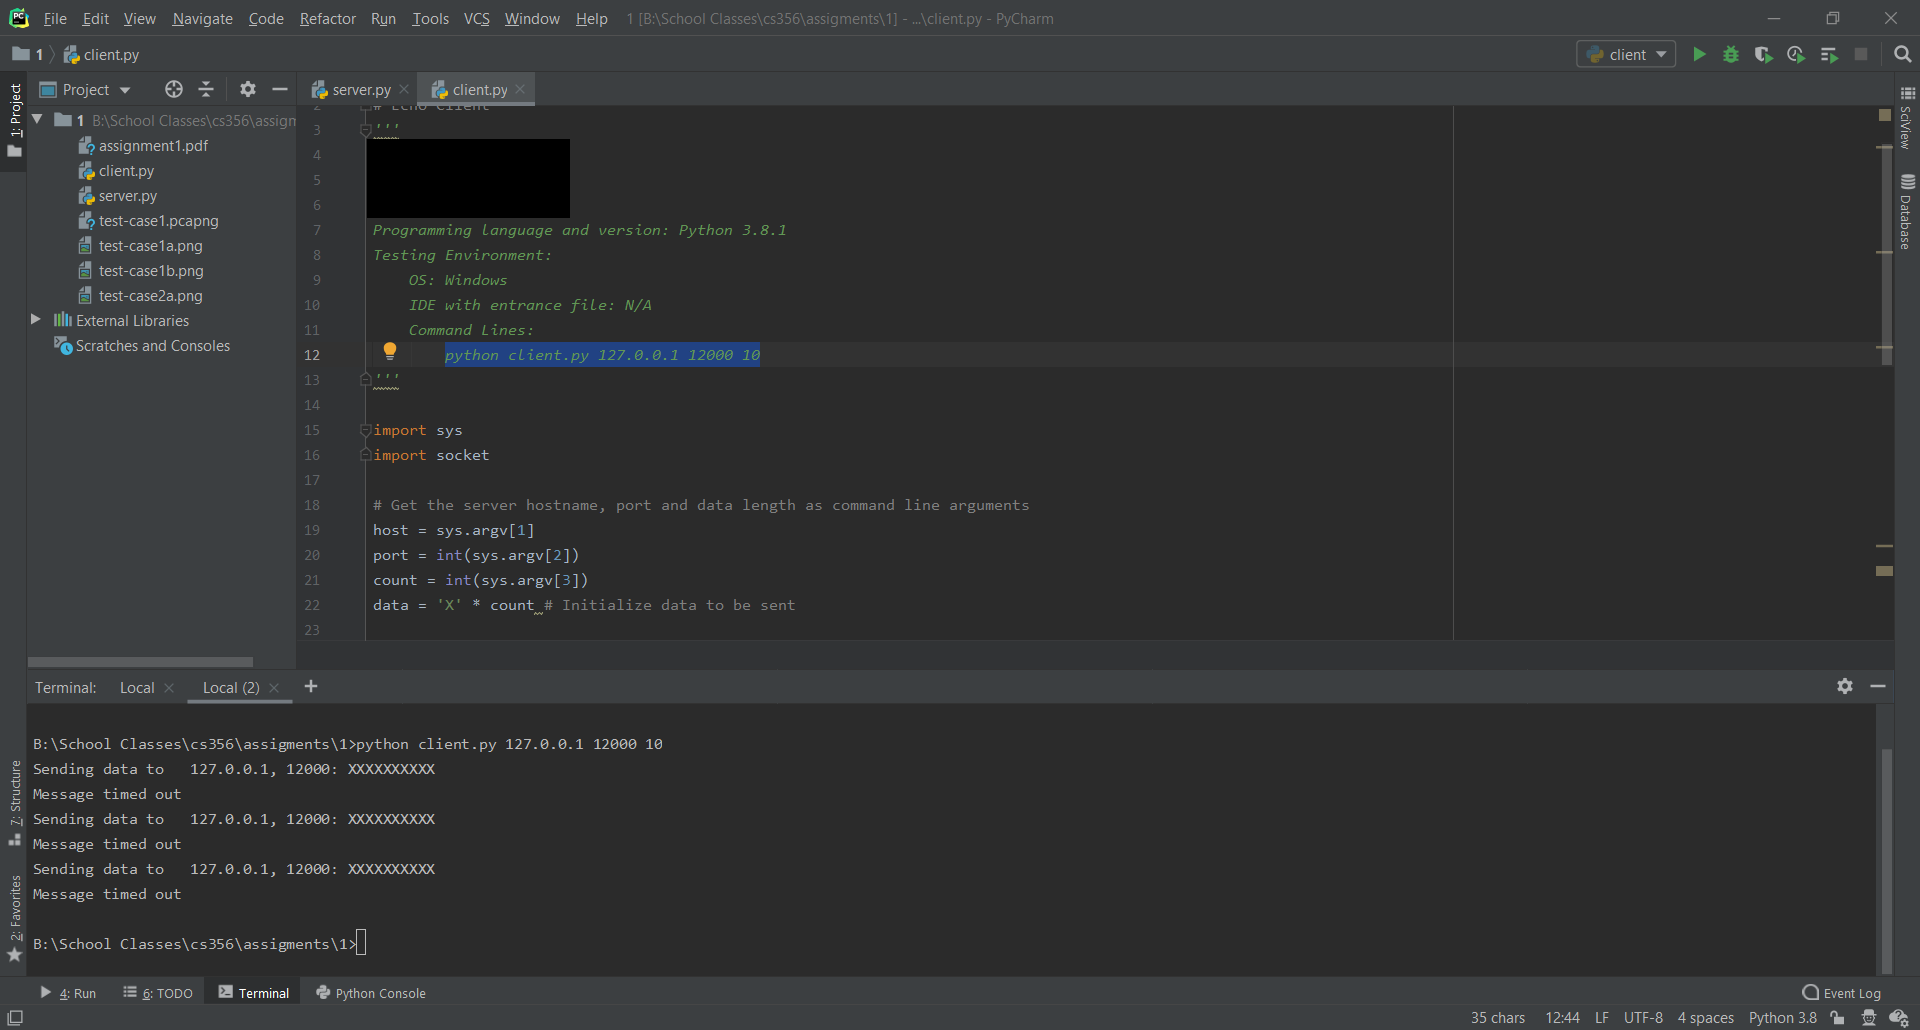 File Edit View Navigate Code Refactor Run Tools VCS Window Help 1 [B:\School Classes\cs356\assigments\1] - ...\client.py - PyCharm
1 client.py
client
Project
server.py
client.py
1: Project
1 B:\School Classes\cs356\assign
assignment1.pdf
client.py
server.py
test-case1.pcapng
test-case1a.png
test-case1b.png
test-case2a.png
External Libraries
Scratches and Consoles
2 # Echo Client
3 '''
4
5
6
7 Programming language and version: Python 3.8.1
8 Testing Environment:
9 OS: Windows
10 IDE with entrance file: N/A
11 Command Lines:
12 python client.py 127.0.0.1 12000 10
13 '''
14
15 import sys
16 import socket
17
18 # Get the server hostname, port and data length as command line arguments
19 host = sys.argv[1]
20 port = int(sys.argv[2])
21 count = int(sys.argv[3])
22 data = 'X' * count # Initialize data to be sent
23
SciView
Database
Terminal: Local Local (2)
B:\School Classes\cs356\assigments\1>python client.py 127.0.0.1 12000 10
Sending data to 127.0.0.1, 12000: XXXXXXXXXX
Message timed out
Sending data to 127.0.0.1, 12000: XXXXXXXXXX
Message timed out
Sending data to 127.0.0.1, 12000: XXXXXXXXXX
Message timed out
B:\School Classes\cs356\assigments\1>
7: Structure
2: Favorites
4: Run 6: TODO Terminal Python Console Event Log
35 chars 12:44 LF UTF-8 4 spaces Python 3.8